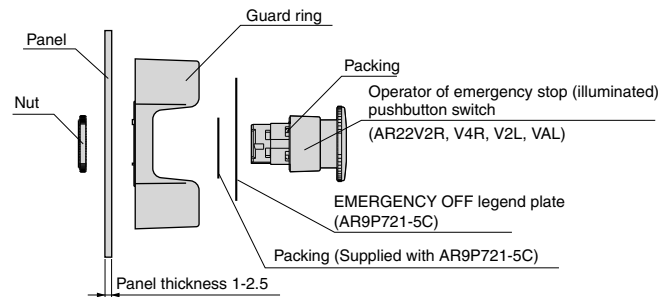 Guard ring
Panel
Packing
Operator of emergency stop (illuminated)
pushbutton switch
Nut
(AR22V2R, V4R, V2L, VAL)
EMERGENCY OFF legend plate
(AR9P721-5C)
Packing (Supplied with AR9P721-5C)
Panel thickness 1-2.5